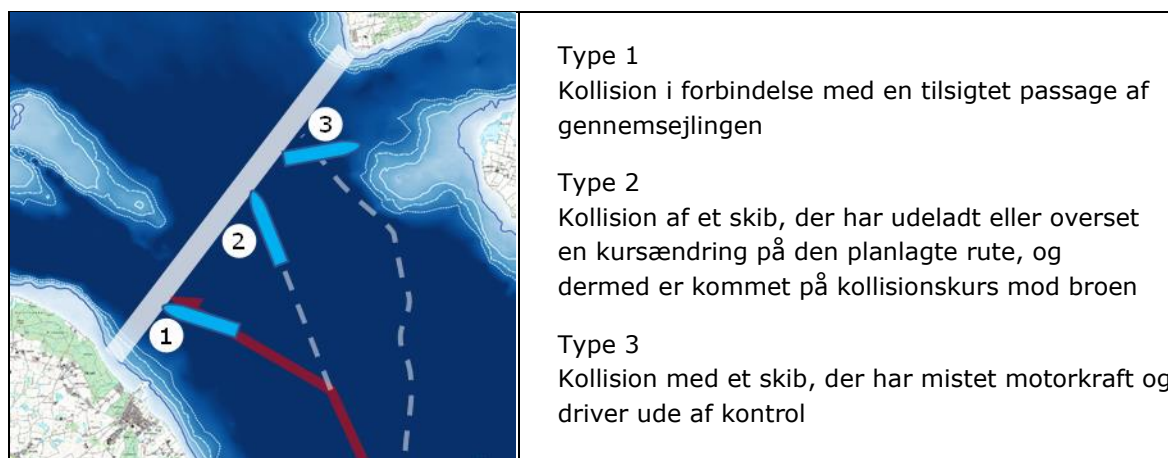 3
2
1
Type 1
Kollision i forbindelse med en tilsigtet passage af
gennemsejlingen
Type 2
Kollision af et skib, der har udeladt eller overset
en kursændring på den planlagte rute, og
dermed er kommet på kollisionskurs mod broen
Type 3
Kollision med et skib, der har mistet motorkraft og
driver ude af kontrol